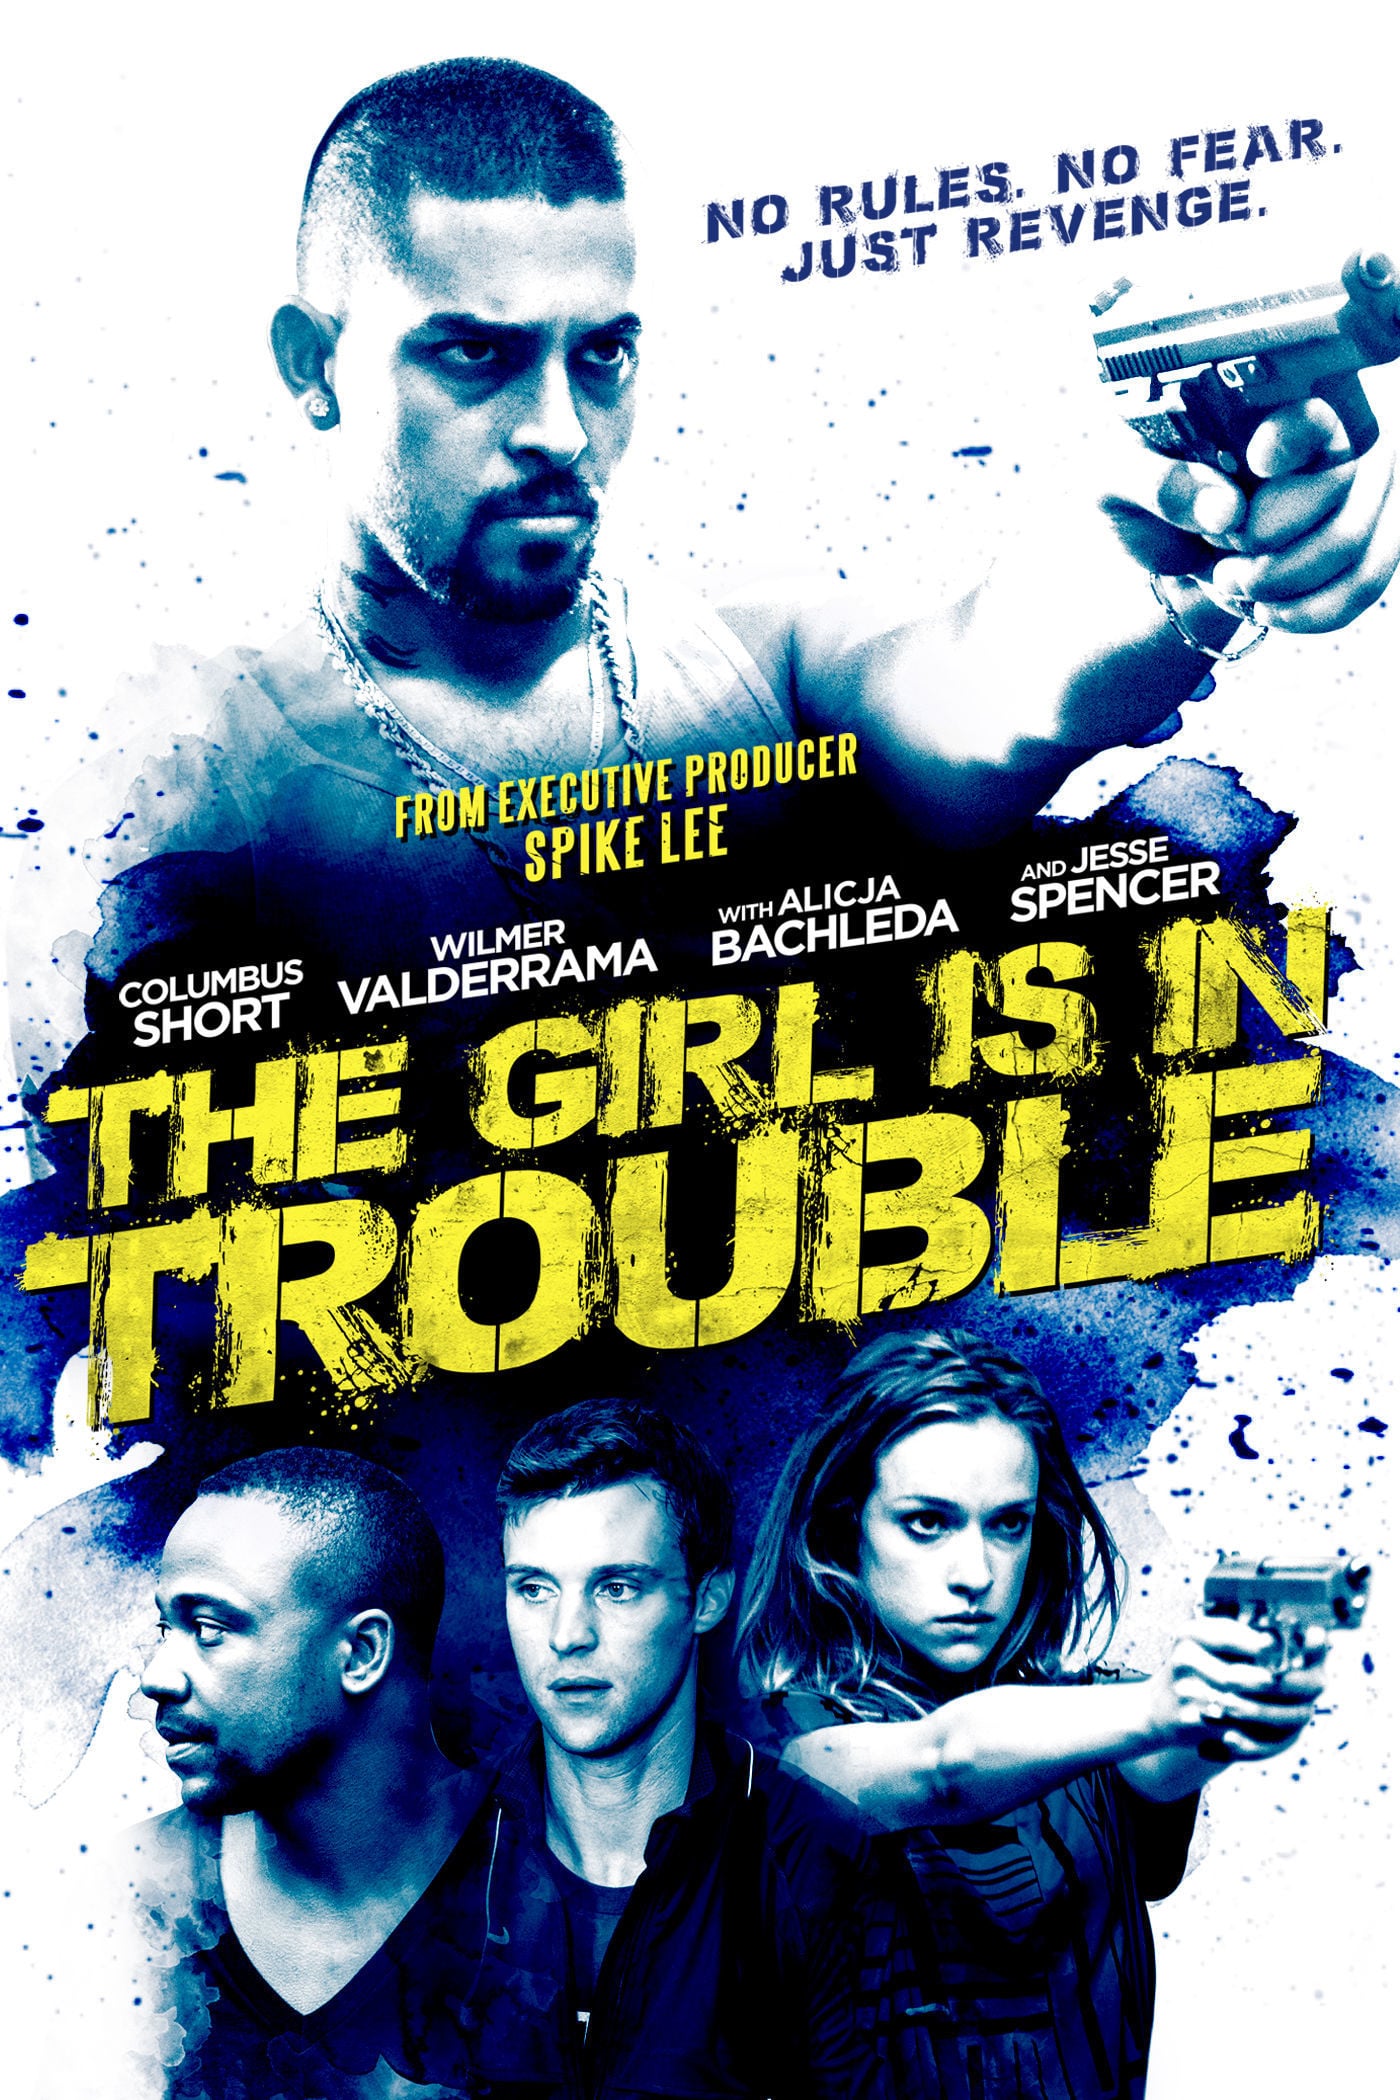 NO RULES. NO FEAR.
JUST REVENGE.
FROM EXECUTIVE PRODUCER
SPIKE LEE
COLUMBUS
SHORT
WILMER
VALDERRAMA
WITH ALICJA
BACHLEDA
AND JESSE
SPENCER
THE GIRL IS IN
TROUBLE